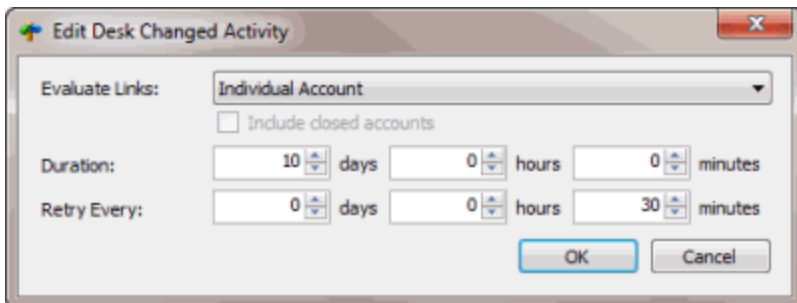 Edit Desk Changed Activity
Evaluate Links: Individual Account
Include closed accounts
Duration: 10 days 0 hours 0 minutes
Retry Every: 0 days 0 hours 30 minutes
OK Cancel